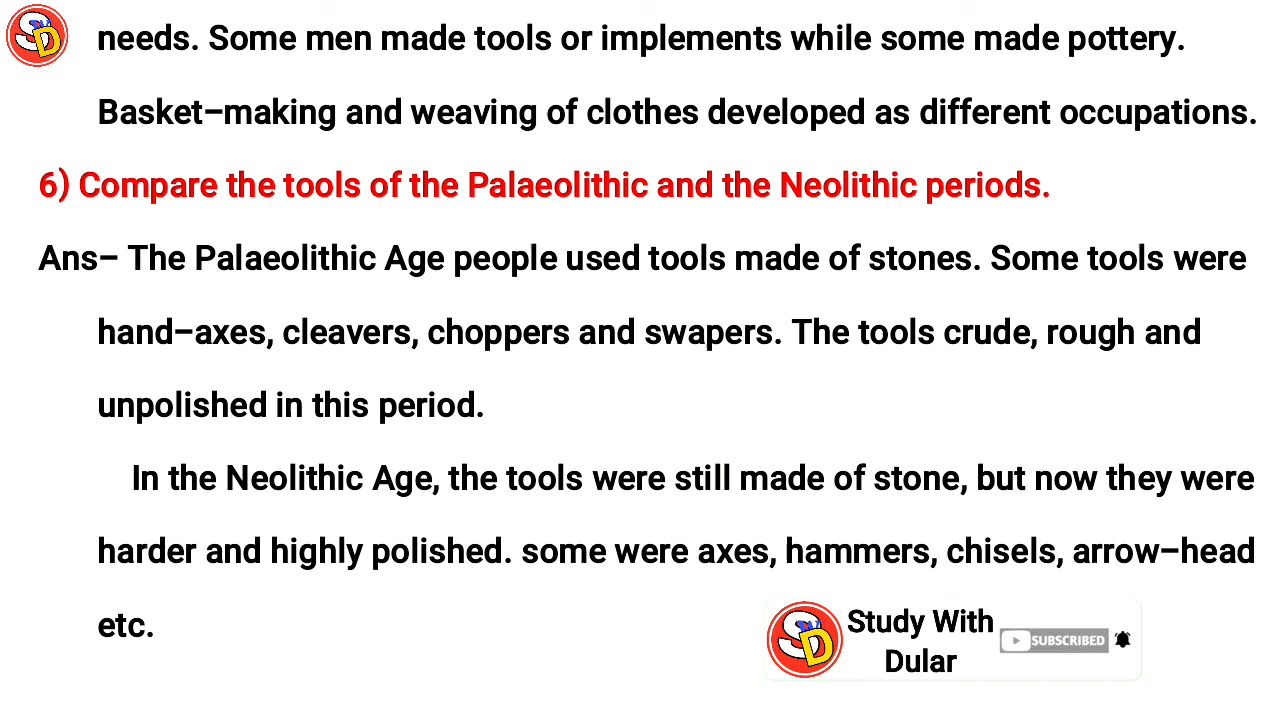 needs. Some men made tools or implements while some made pottery.
Basket–making and weaving of clothes developed as different occupations.
6) Compare the tools of the Palaeolithic and the Neolithic periods.
Ans– The Palaeolithic Age people used tools made of stones. Some tools were
hand–axes, cleavers, choppers and swapers. The tools crude, rough and
unpolished in this period.
In the Neolithic Age, the tools were still made of stone, but now they were
harder and highly polished. some were axes, hammers, chisels, arrow–head
etc.
SD
Study With
Dular
SUBSCRIBED